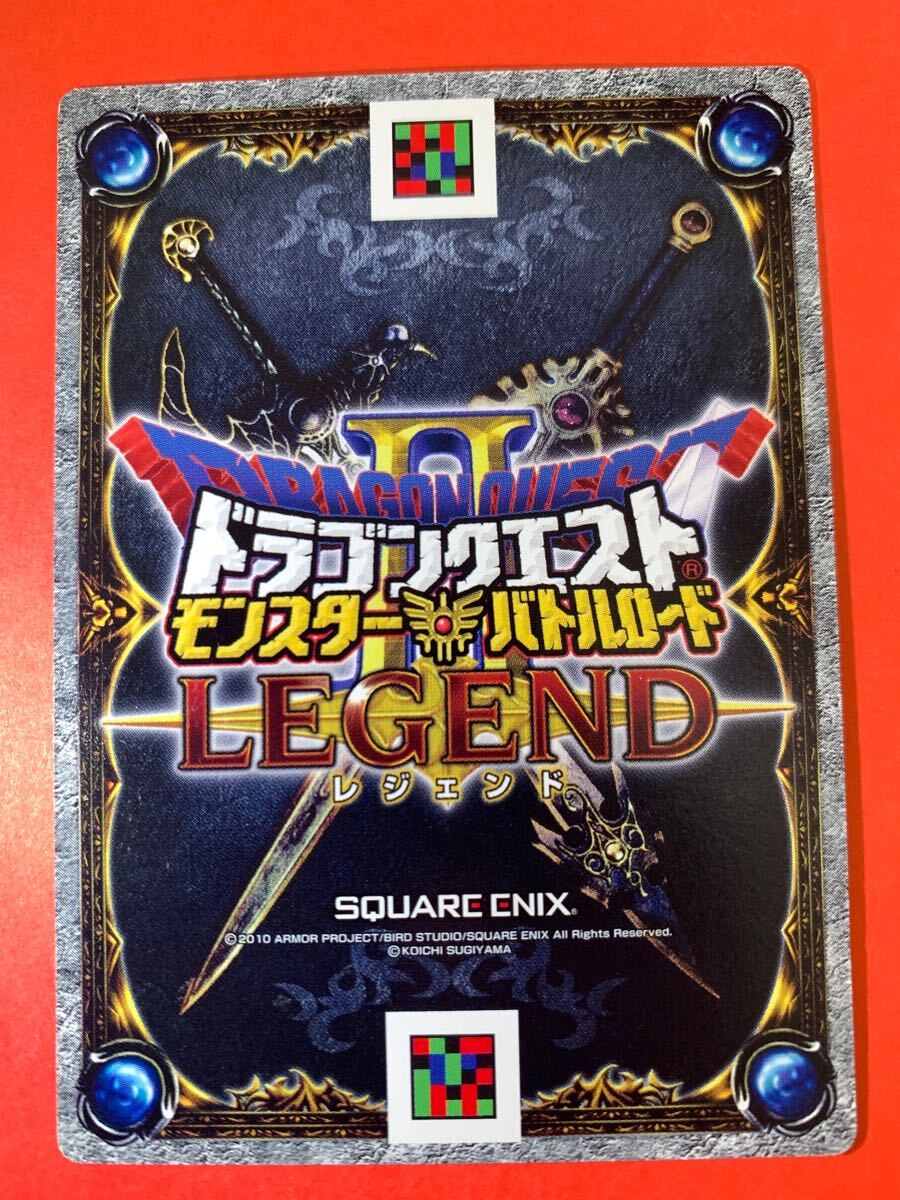 II
DRAGON QUEST
ドラゴンクエスト®
モンスターバトルロード
LEGEND
レジェンド
SQUARE ENIX®
©2010 ARMOR PROJECT/BIRD STUDIO/SQUARE ENIX All Rights Reserved.
©KOICHI SUGIYAMA